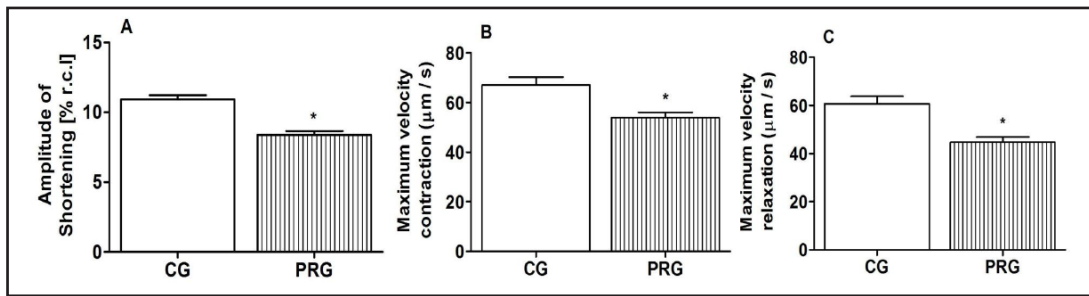 A
Amplitude of
Shortening [% r.c.l]
15
10
5
0
*
CG
PRG
B
Maximum velocity
contraction (μm / s)
80
60
40
20
0
*
CG
PRG
C
Maximum velocity
relaxation (μm / s)
80
60
40
20
0
*
CG
PRG